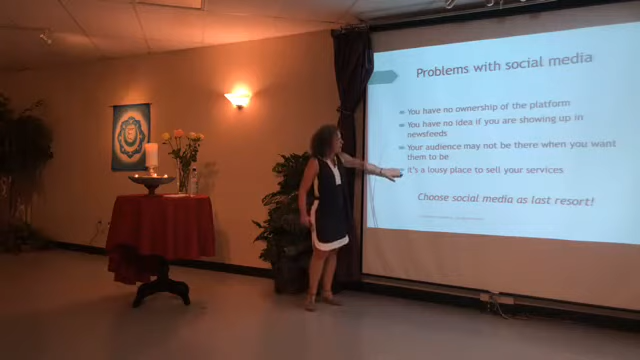 Problems with social media
You have no ownership of the platform
You have no idea if you are showing up in
newsfeeds
Your audience may not be there when you want
them to be
It's a lousy place to sell your services
Choose social media as last resort!